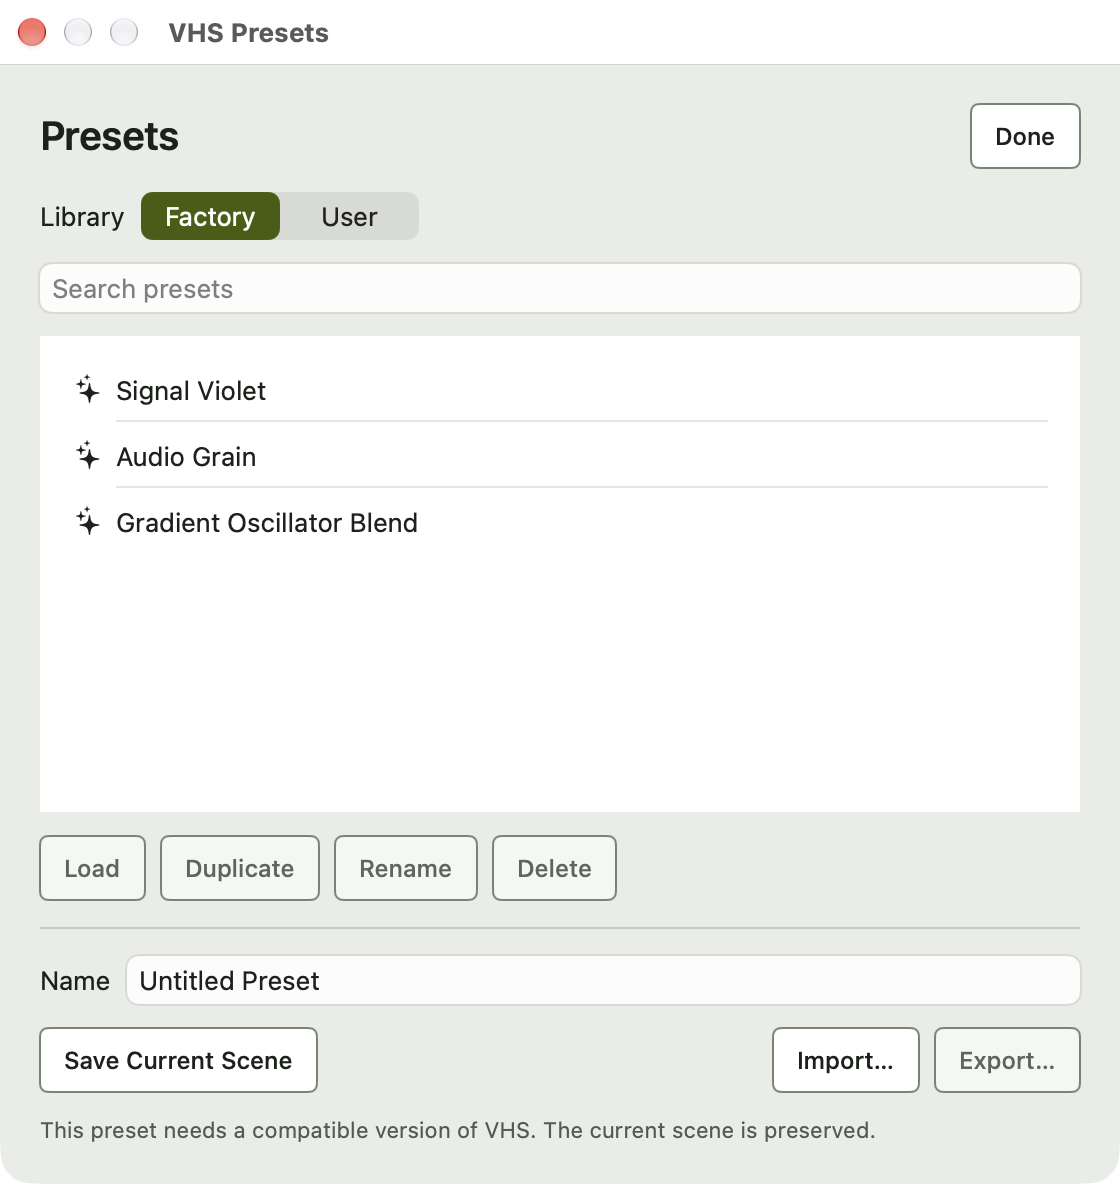 VHS Presets
Presets
Done
Library
Factory
User
Search presets
Signal Violet
Audio Grain
Gradient Oscillator Blend
Load
Duplicate
Rename
Delete
Name
Untitled Preset
Save Current Scene
Import...
Export...
This preset needs a compatible version of VHS. The current scene is preserved.